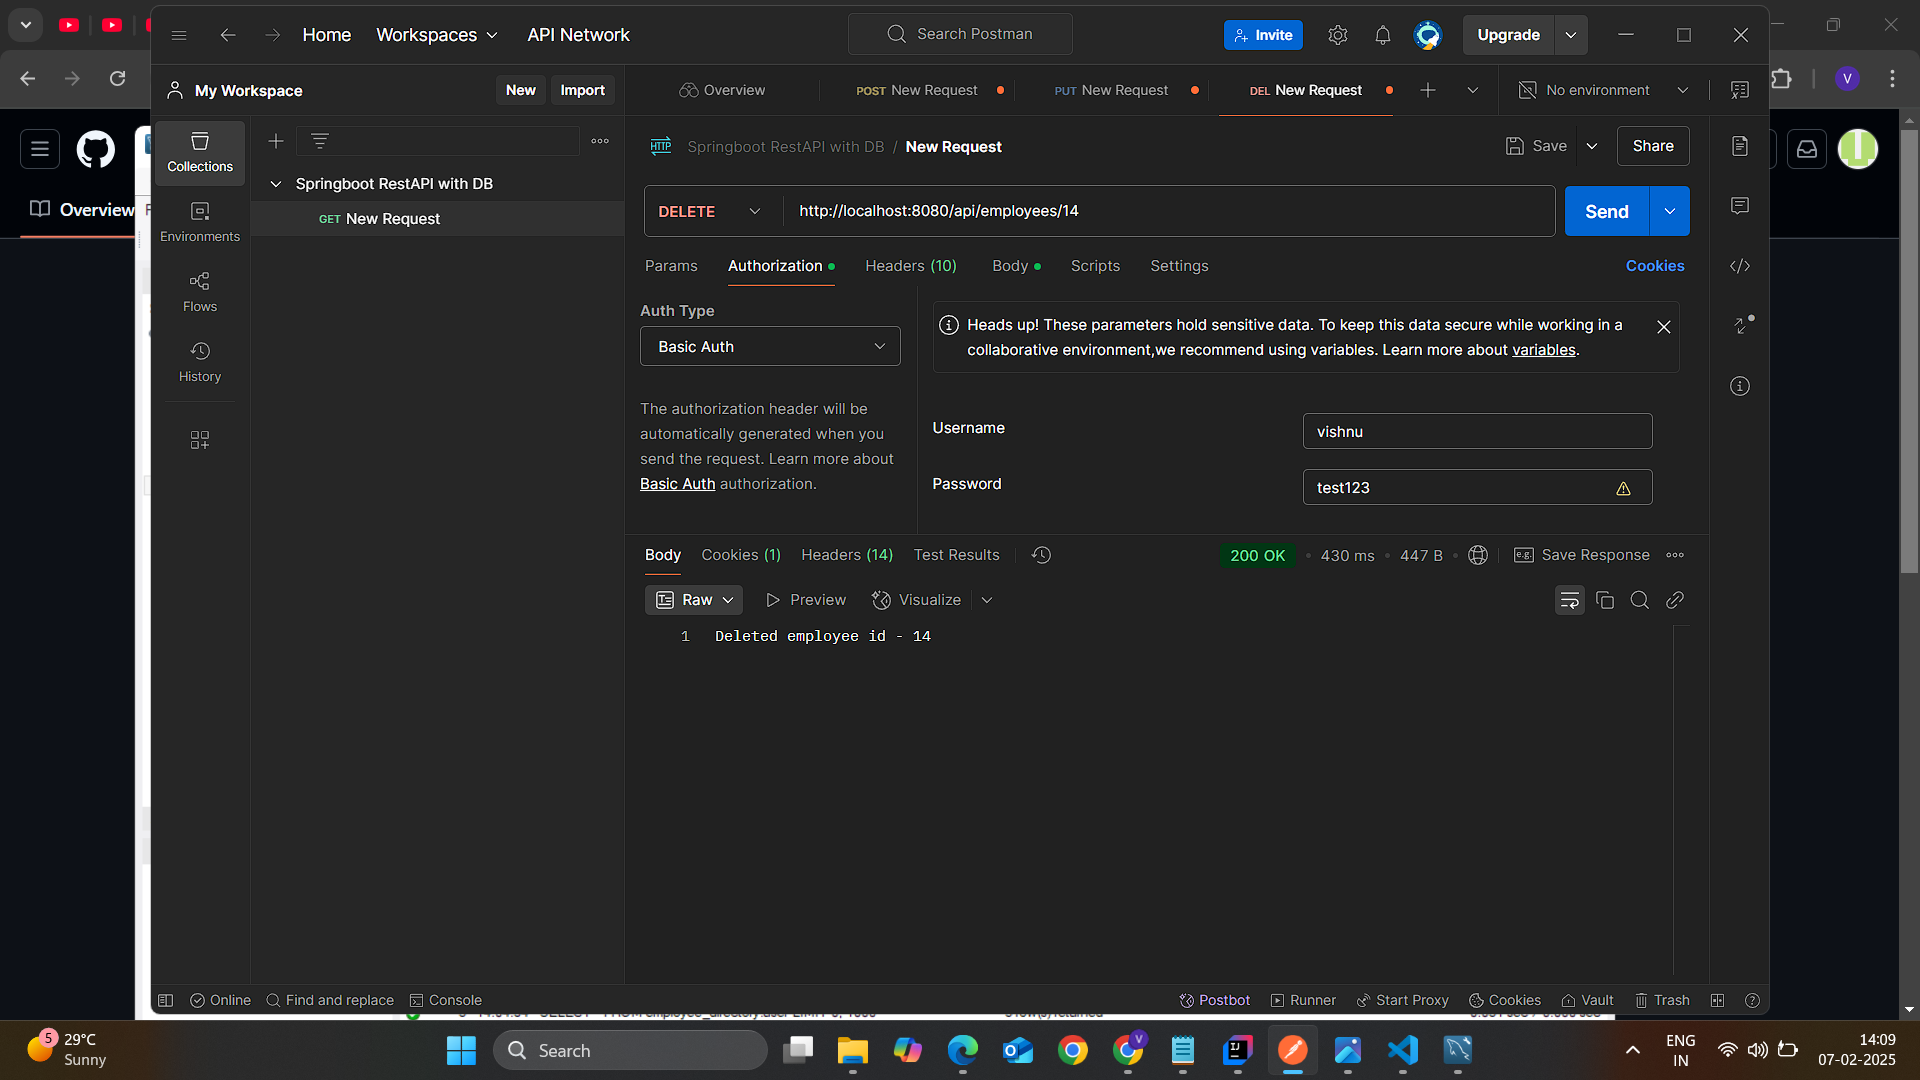 Home
Workspaces
API Network
Search Postman
Invite
Upgrade
My Workspace
New
Import
Overview
POST New Request
PUT New Request
DEL New Request
No environment
V
Collections
Environments
Flows
History
Springboot RestAPI with DB
GET New Request
Overview
HTTP
Springboot RestAPI with DB / New Request
Save
Share
DELETE
http://localhost:8080/api/employees/14
Send
Params
Authorization
Headers (10)
Body
Scripts
Settings
Cookies
Auth Type
Basic Auth
The authorization header will be
automatically generated when you
send the request. Learn more about
Basic Auth authorization.
Heads up! These parameters hold sensitive data. To keep this data secure while working in a
collaborative environment,we recommend using variables. Learn more about variables.
Username
vishnu
Password
test123
Body
Cookies (1)
Headers (14)
Test Results
200 OK
430 ms
447 B
e.g.
Save Response
Raw
Preview
Visualize
1 Deleted employee id - 14
Online
Find and replace
Console
Postbot
Runner
Start Proxy
Cookies
Vault
Trash
5
29°C
Sunny
Search
V
ENG
IN
14:09
07-02-2025